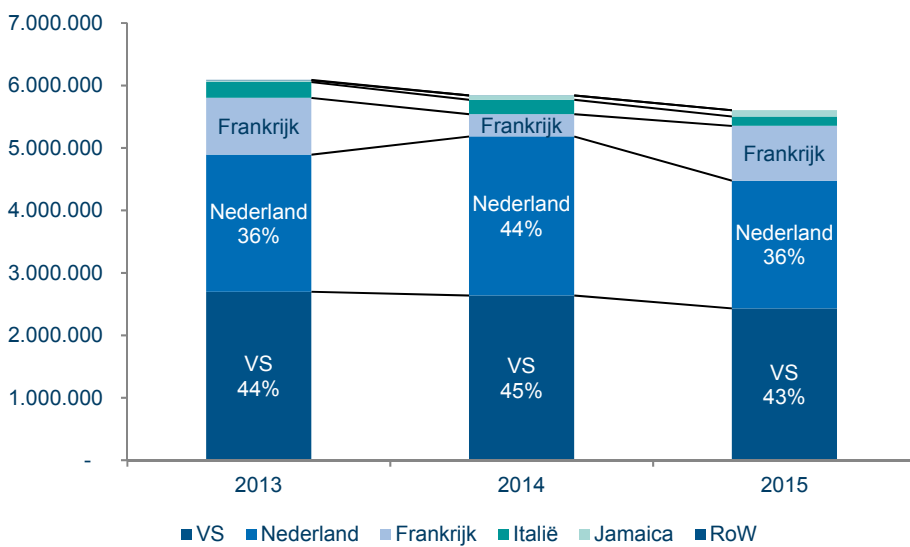 7.000.000
6.000.000
5.000.000
4.000.000
3.000.000
2.000.000
1.000.000
-
Frankrijk
Nederland
36%
VS
44%
Frankrijk
Nederland
44%
VS
45%
Frankrijk
Nederland
36%
VS
43%
2013 2014 2015
VS Nederland Frankrijk Italië Jamaica RoW